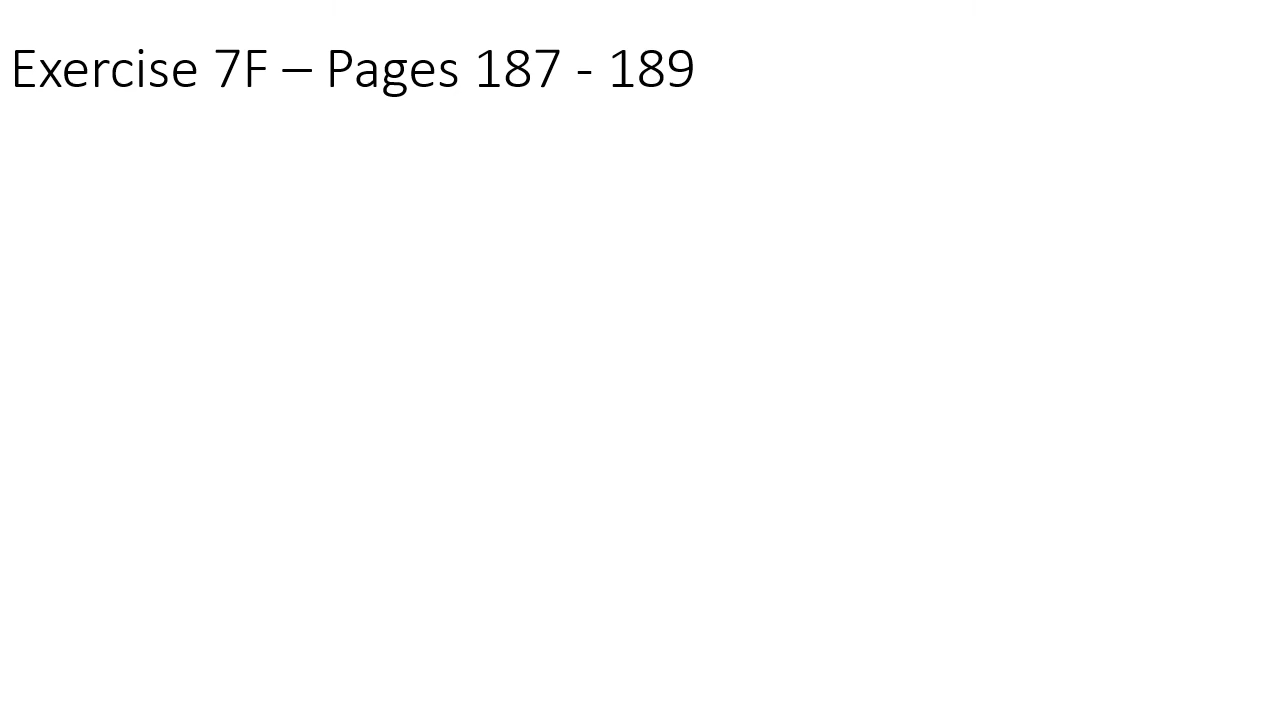 Exercise 7F – Pages 187 - 189